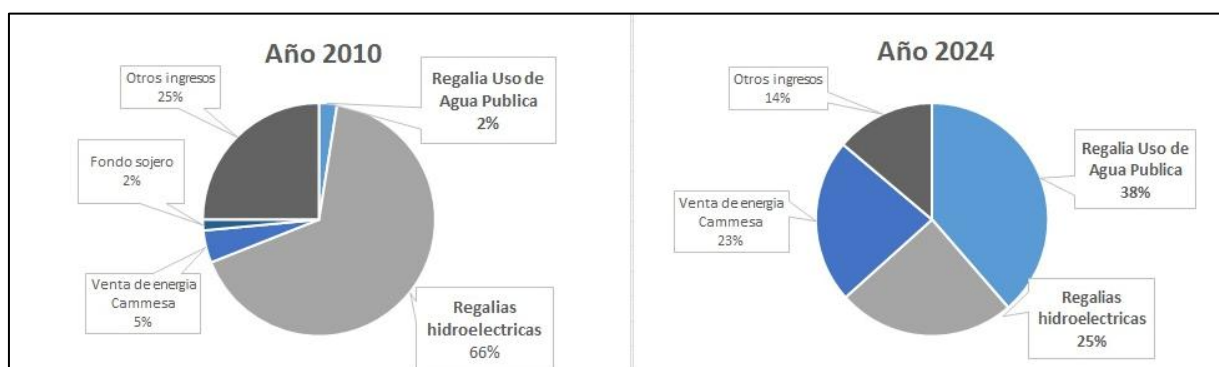 Año 2010
Otros ingresos
25%
Regalia Uso de
Agua Publica
2%
Fondo sojero
2%
Venta de energia
Cammesa
5%
Regalias
hidroelectricas
66%
Año 2024
Otros ingresos
14%
Regalia Uso de
Agua Publica
38%
Venta de energia
Cammesa
23%
Regalias
hidroelectricas
25%